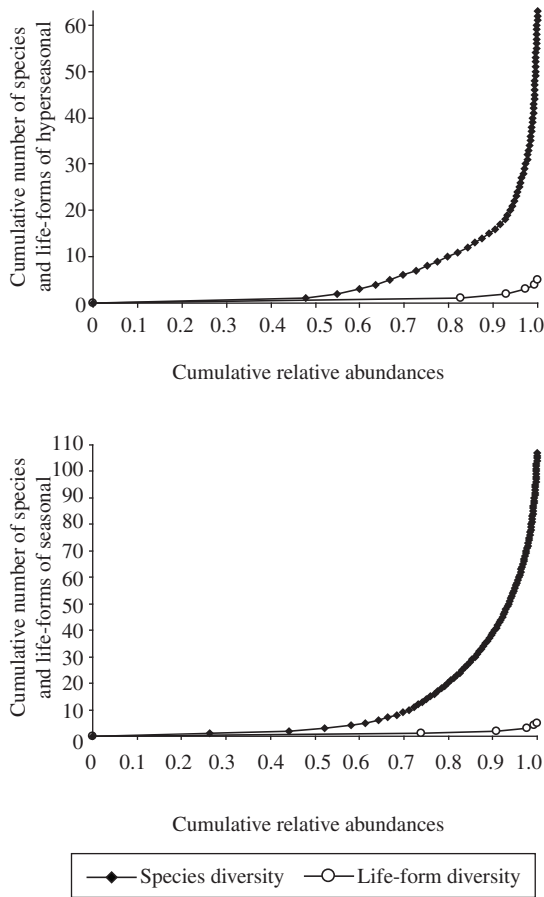 Cumulative number of species
and life-forms of hyperseasonal
60
50
40
30
20
10
0
0 0.1 0.2 0.3 0.4 0.5 0.6 0.7 0.8 0.9 1.0
Cumulative relative abundances
Cumulative number of species
and life-forms of seasonal
110
100
90
80
70
60
50
40
30
20
10
0
0 0.1 0.2 0.3 0.4 0.5 0.6 0.7 0.8 0.9 1.0
Cumulative relative abundances
Species diversity Life-form diversity